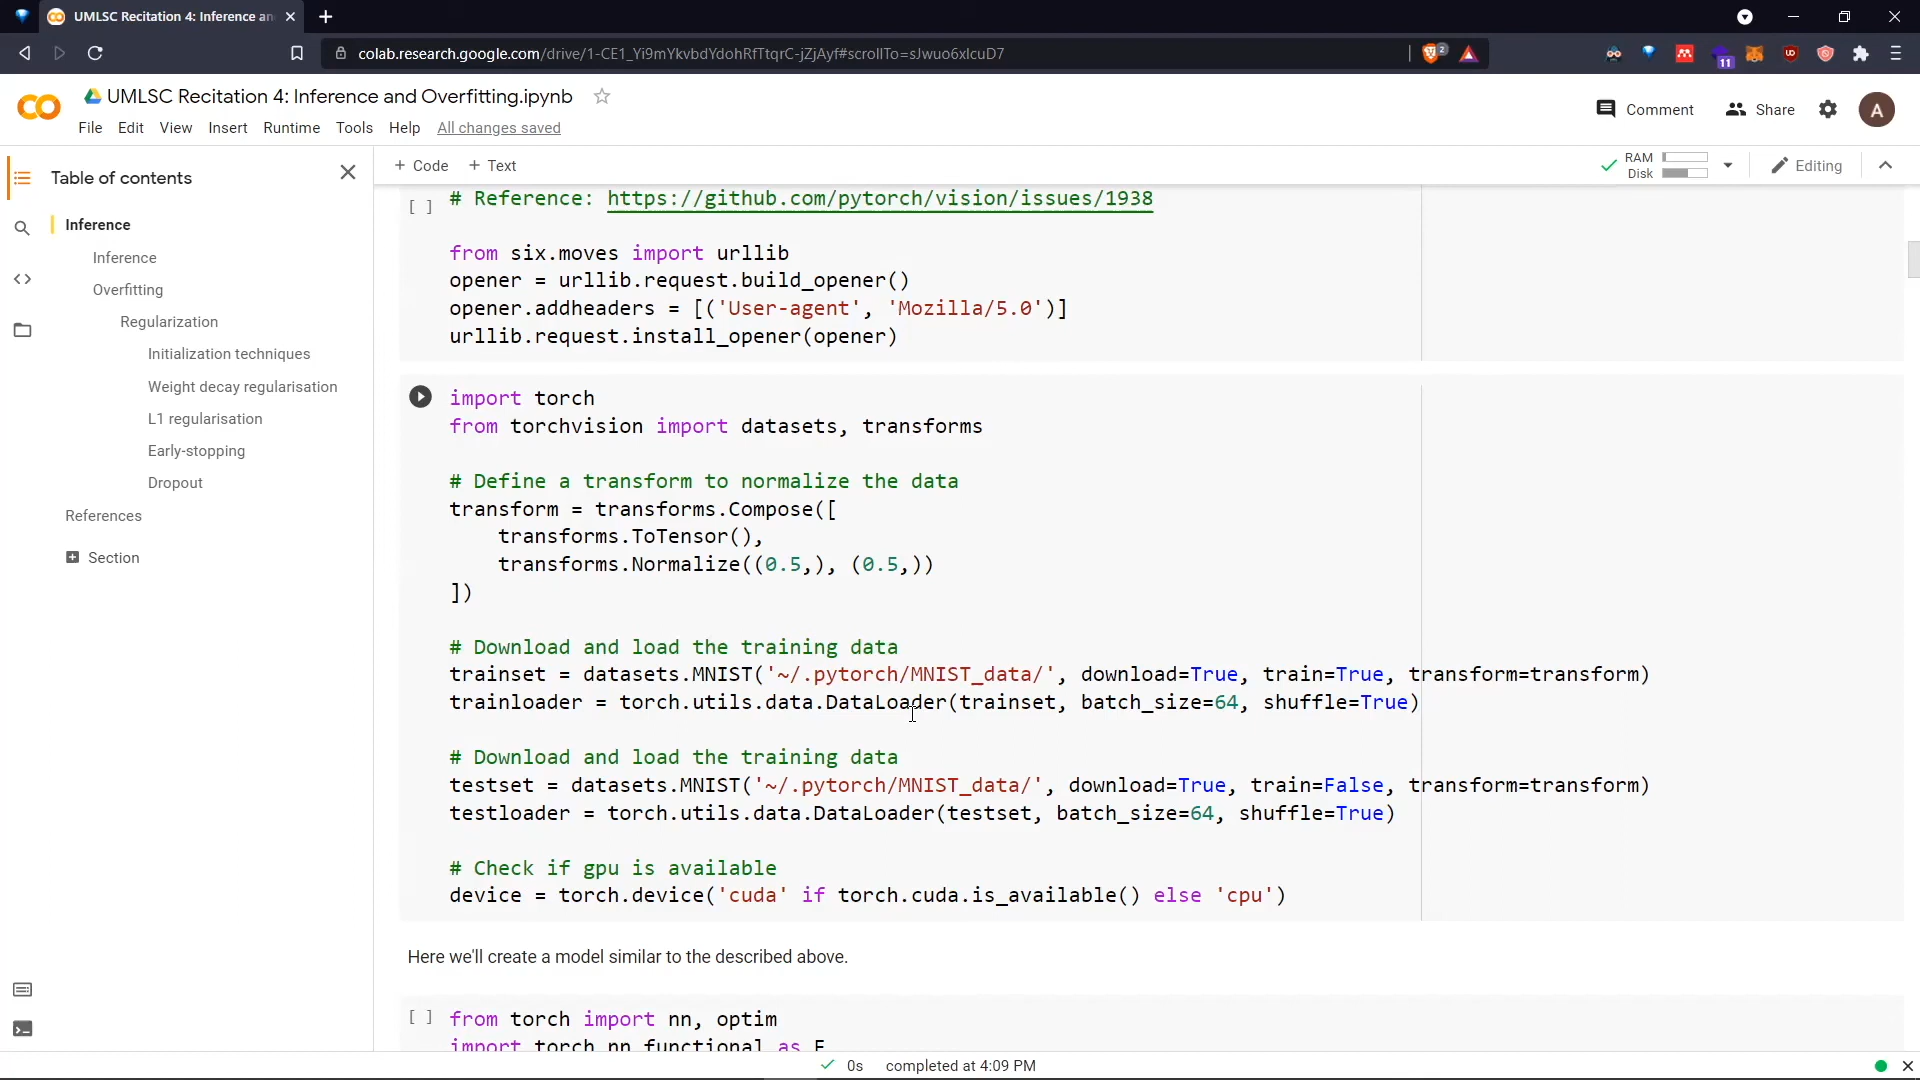 UMLSC Recitation 4: Inference an
colab.research.google.com/drive/1-CE1_Yi9mYkvbdYdohRfTtqrC-jZjAyf#scrollTo=sJwuo6xlcuD7
2
11
UMLSC Recitation 4: Inference and Overfitting.ipynb
File Edit View Insert Runtime Tools Help All changes saved
Comment Share A
+ Code + Text
RAM
Disk
Editing
Table of contents
Inference
Inference
Overfitting
Regularization
Initialization techniques
Weight decay regularisation
L1 regularisation
Early-stopping
Dropout
References
Section
[ ] # Reference: https://github.com/pytorch/vision/issues/1938
from six.moves import urllib
opener = urllib.request.build_opener()
opener.addheaders = [('User-agent', 'Mozilla/5.0')]
urllib.request.install_opener(opener)
import torch
from torchvision import datasets, transforms
# Define a transform to normalize the data
transform = transforms.Compose([
transforms.ToTensor(),
transforms.Normalize((0.5,), (0.5,))
])
# Download and load the training data
trainset = datasets.MNIST('~/.pytorch/MNIST_data/', download=True, train=True, transform=transform)
trainloader = torch.utils.data.DataLoader(trainset, batch_size=64, shuffle=True)
# Download and load the training data
testset = datasets.MNIST('~/.pytorch/MNIST_data/', download=True, train=False, transform=transform)
testloader = torch.utils.data.DataLoader(testset, batch_size=64, shuffle=True)
# Check if gpu is available
device = torch.device('cuda' if torch.cuda.is_available() else 'cpu')
Here we'll create a model similar to the described above.
[ ] from torch import nn, optim
import torch.nn.functional as F
0s completed at 4:09 PM